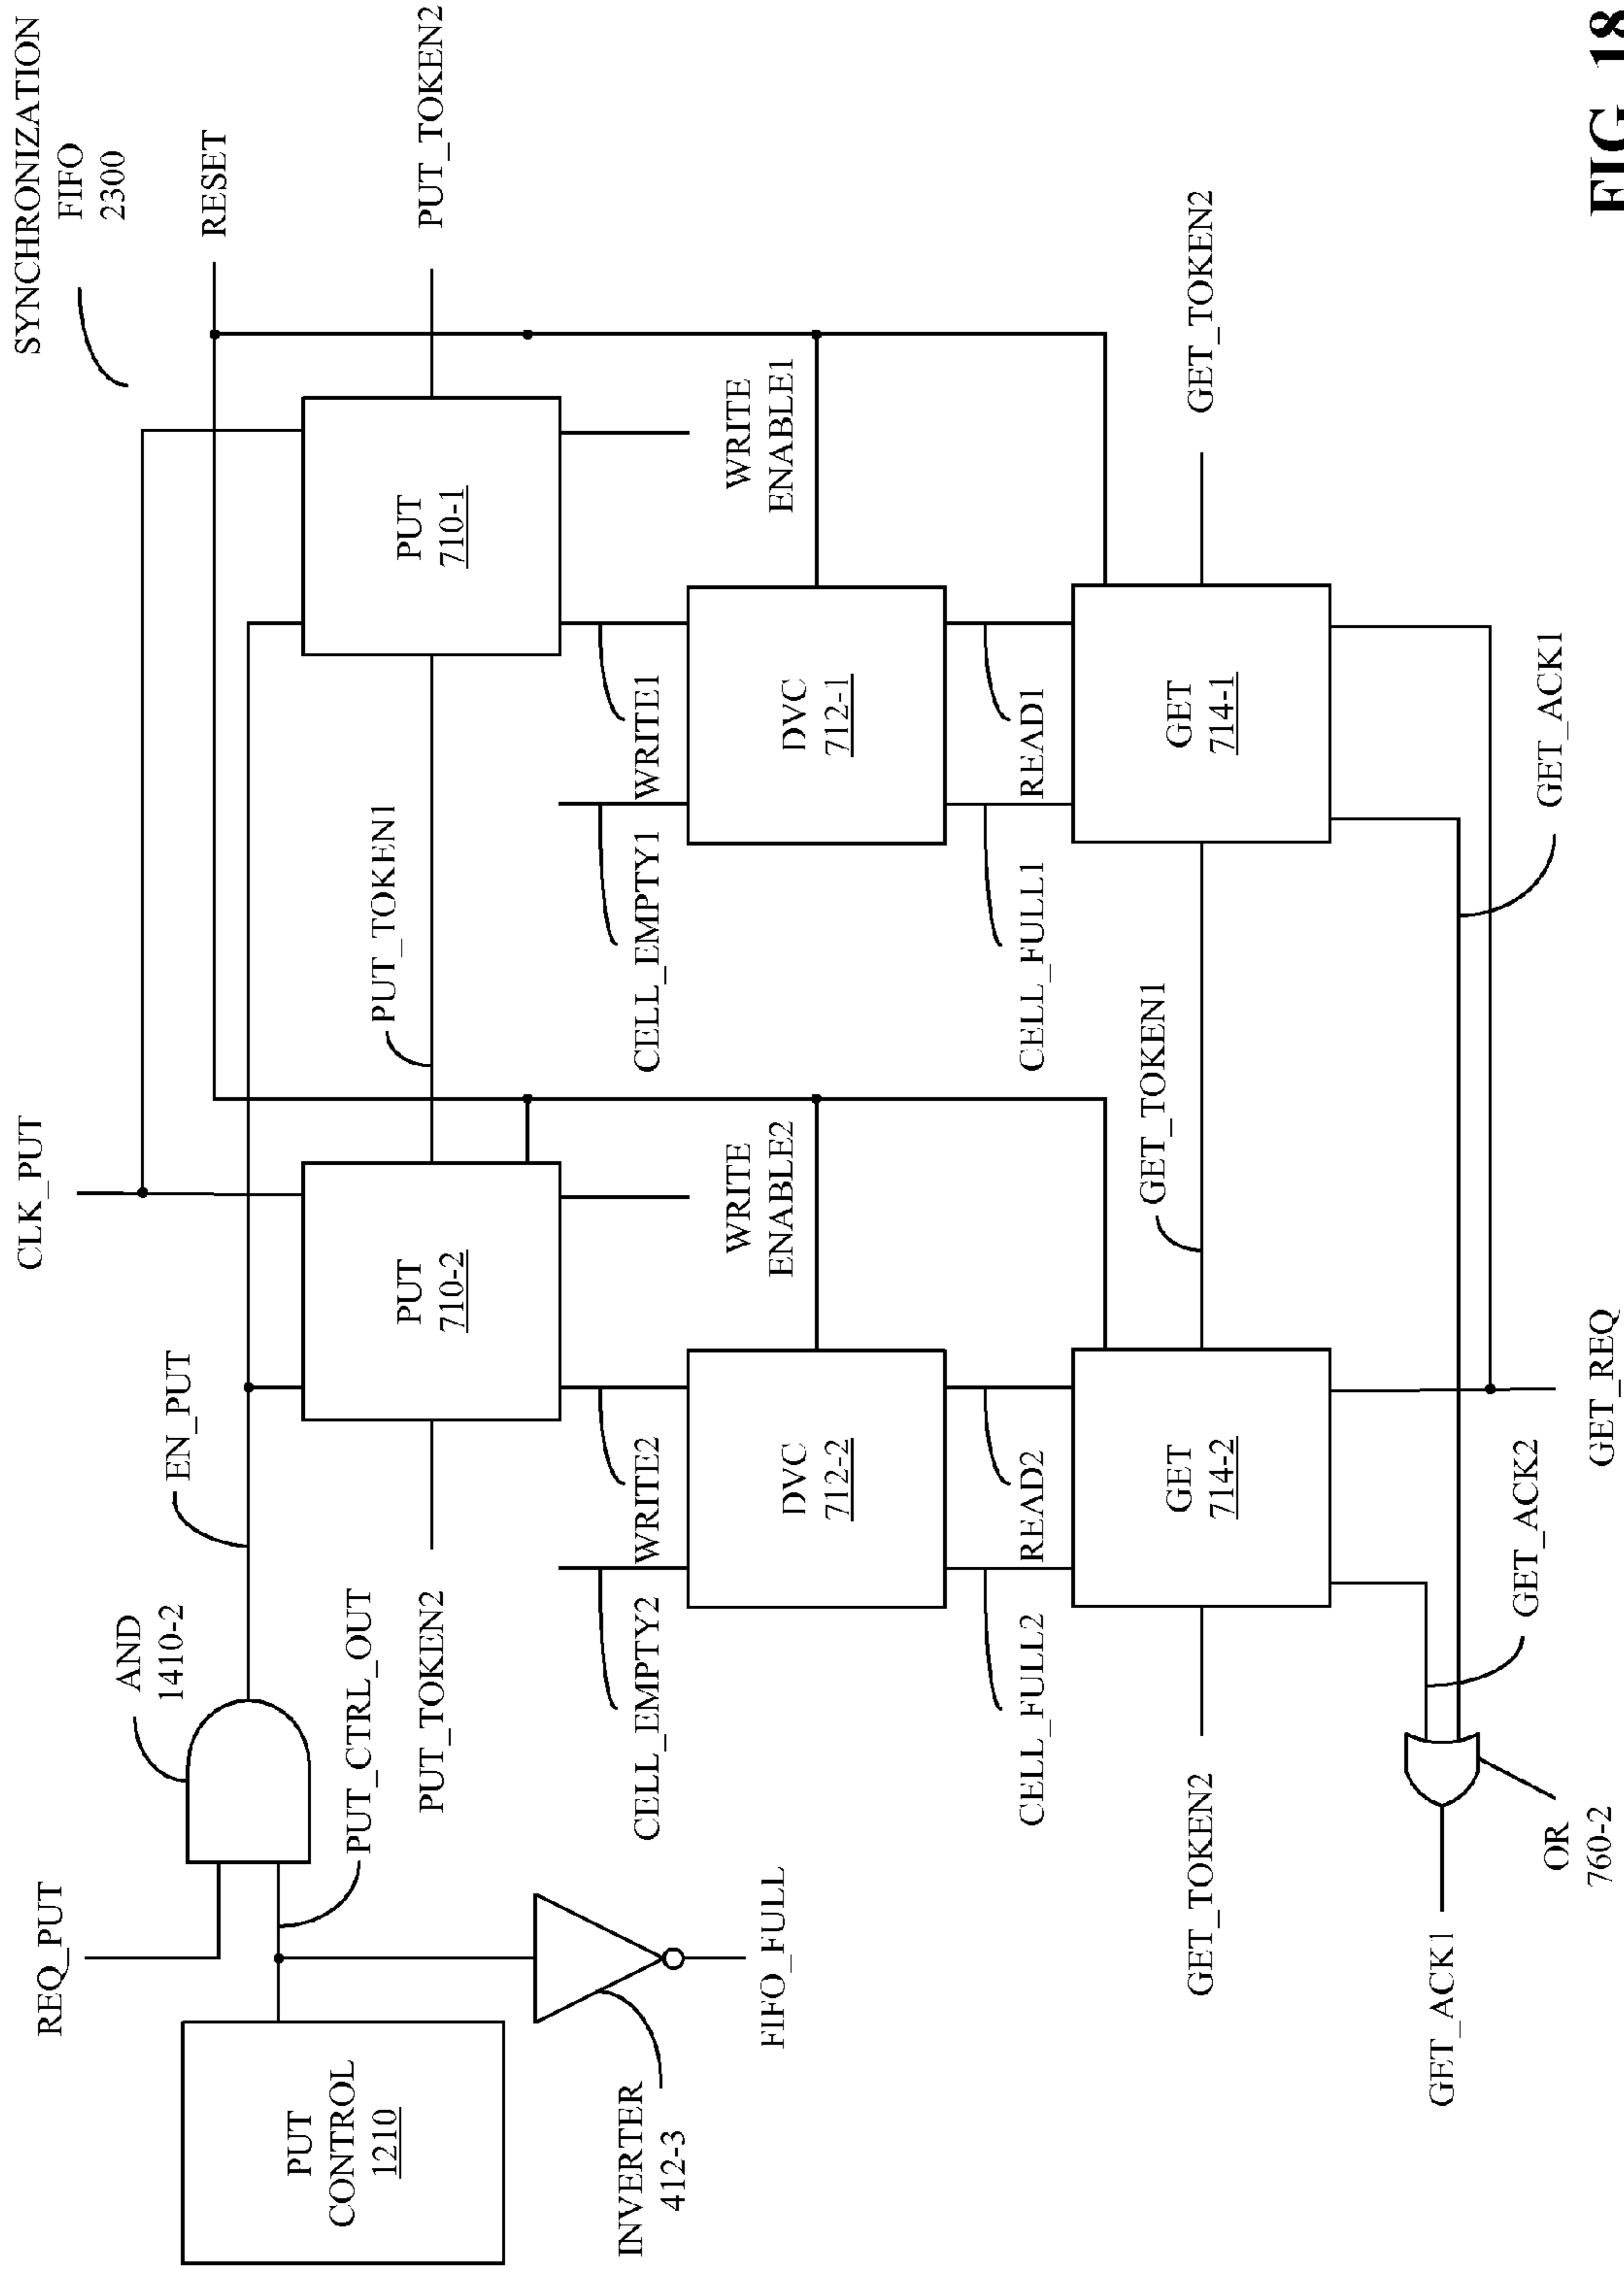 REQ_PUT
CLK_PUT
SYNCHRONIZATION
FIFO
2300
AND
1410-2
EN_PUT
RESET
PUT
CONTROL
1210
PUT_CTRL_OUT
PUT_TOKEN2
PUT
710-2
PUT_TOKEN1
PUT
710-1
PUT_TOKEN2
INVERTER
412-3
FIFO_FULL
CELL_EMPTY2
WRITE2
WRITE
ENABLE2
CELL_EMPTY1
WRITE1
WRITE
ENABLE1
DVC
712-2
DVC
712-1
CELL_FULL2
READ2
CELL_FULL1
READ1
GET_TOKEN2
GET
714-2
GET_TOKEN1
GET
714-1
GET_TOKEN2
GET_ACK1
OR
760-2
GET_ACK2
GET_REQ
GET_ACK1
FIG. 18